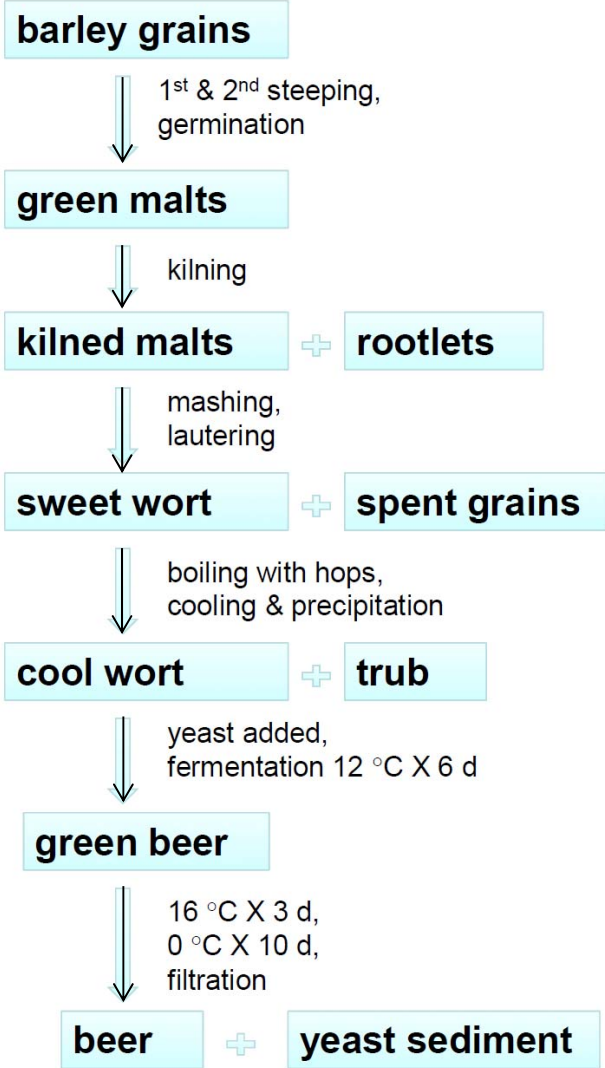 barley grains
1st & 2nd steeping,
germination
green malts
kilning
kilned malts + rootlets
mashing,
lautering
sweet wort + spent grains
boiling with hops,
cooling & precipitation
cool wort + trub
yeast added,
fermentation 12 °C X 6 d
green beer
16 °C X 3 d,
0 °C X 10 d,
filtration
beer + yeast sediment